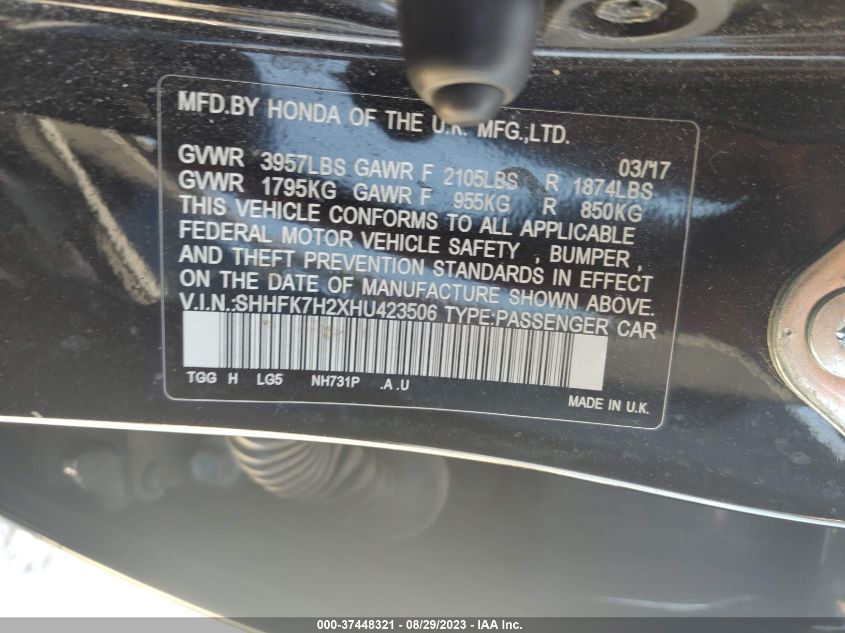 MFD.BY HONDA OF THE U.K. MFG.,LTD.
03/17
GVWR 3957LBS GAWR F 2105LBS R 1874LBS
GVWR 1795KG GAWR F 955KG R 850KG
THIS VEHICLE CONFORMS TO ALL APPLICABLE
FEDERAL MOTOR VEHICLE SAFETY , BUMPER ,
AND THEFT PREVENTION STANDARDS IN EFFECT
ON THE DATE OF MANUFACTURE SHOWN ABOVE.
V.I.N.:SHHFK7H2XHU423506 TYPE:PASSENGER CAR
TGG H LG5 NH731P .A .U
MADE IN U.K.
000-37448321 / 08/29/2023 - IAA Inc.